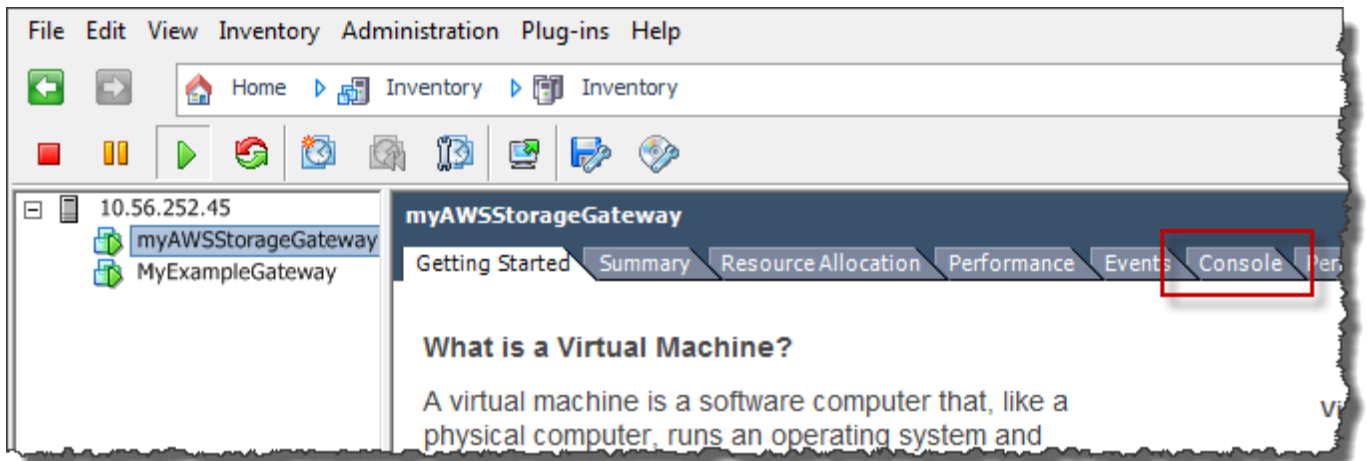 File Edit View Inventory Administration Plug-ins Help
Home Inventory Inventory
10.56.252.45
myAWSStorageGateway
MyExampleGateway
myAWSStorageGateway
Getting Started Summary Resource Allocation Performance Events Console
What is a Virtual Machine?
A virtual machine is a software computer that, like a
physical computer, runs an operating system and